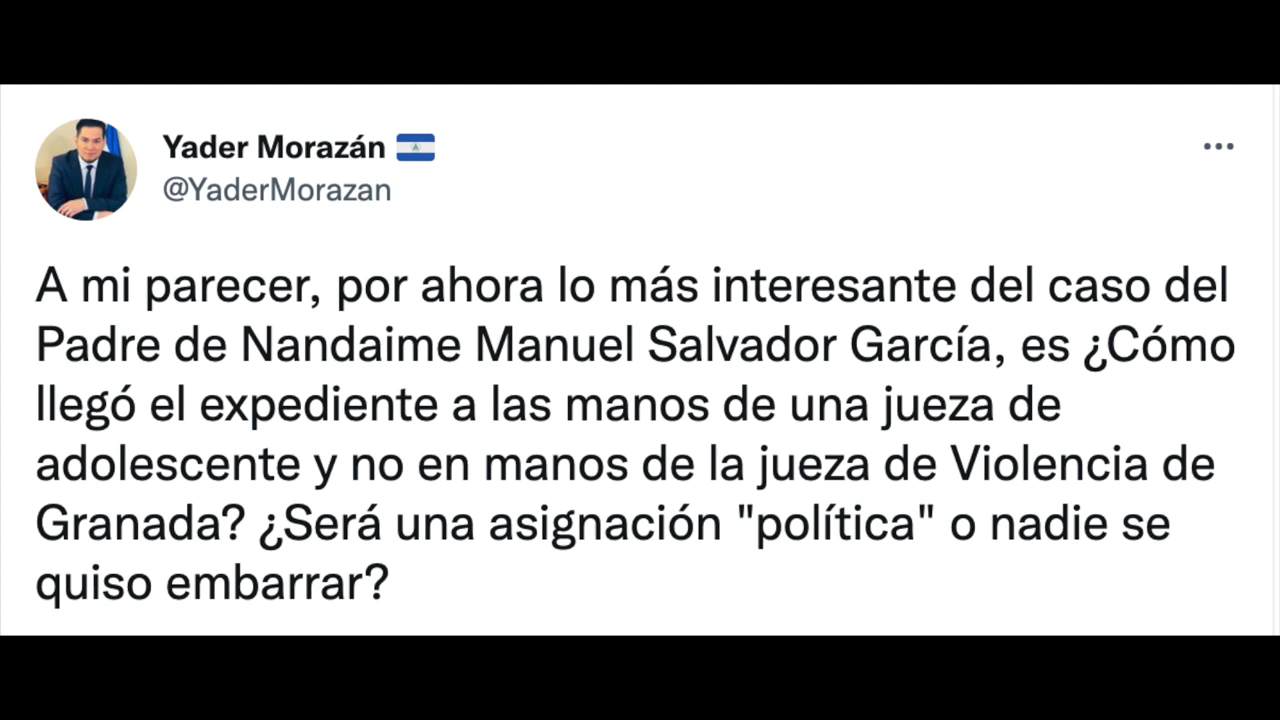 Yader Morazán
@YaderMorazan
A mi parecer, por ahora lo más interesante del caso del
Padre de Nandaime Manuel Salvador García, es ¿Cómo
llegó el expediente a las manos de una jueza de
adolescente y no en manos de la jueza de Violencia de
Granada? ¿Será una asignación "política" o nadie se
quiso embarrar?